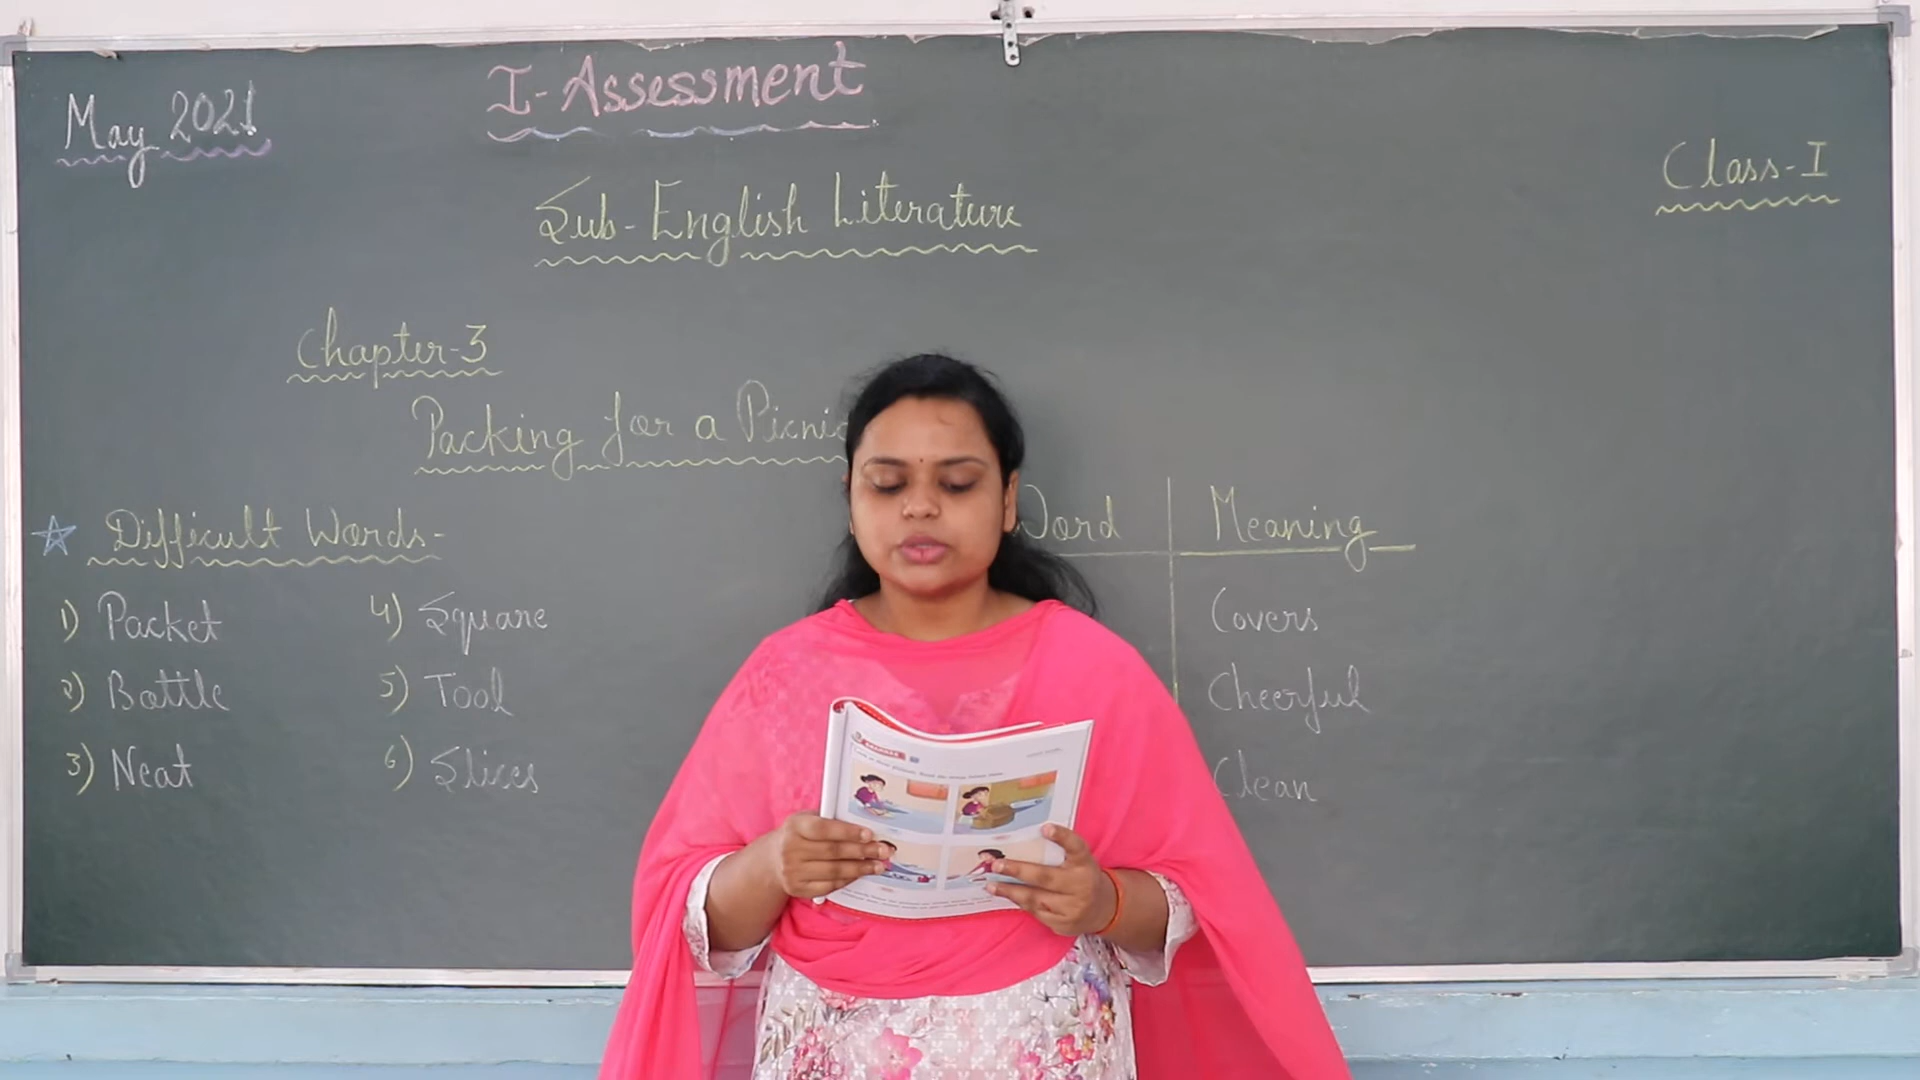 May 2021
I-Assessment
Class-I
Sub-English Literature
Chapter-3
Packing for a Picnic
Difficult Words-
Word Meaning
1) Packet 4) Square Covers
2) Bottle 5) Tool Cheerful
3) Neat 6) Slices Clean